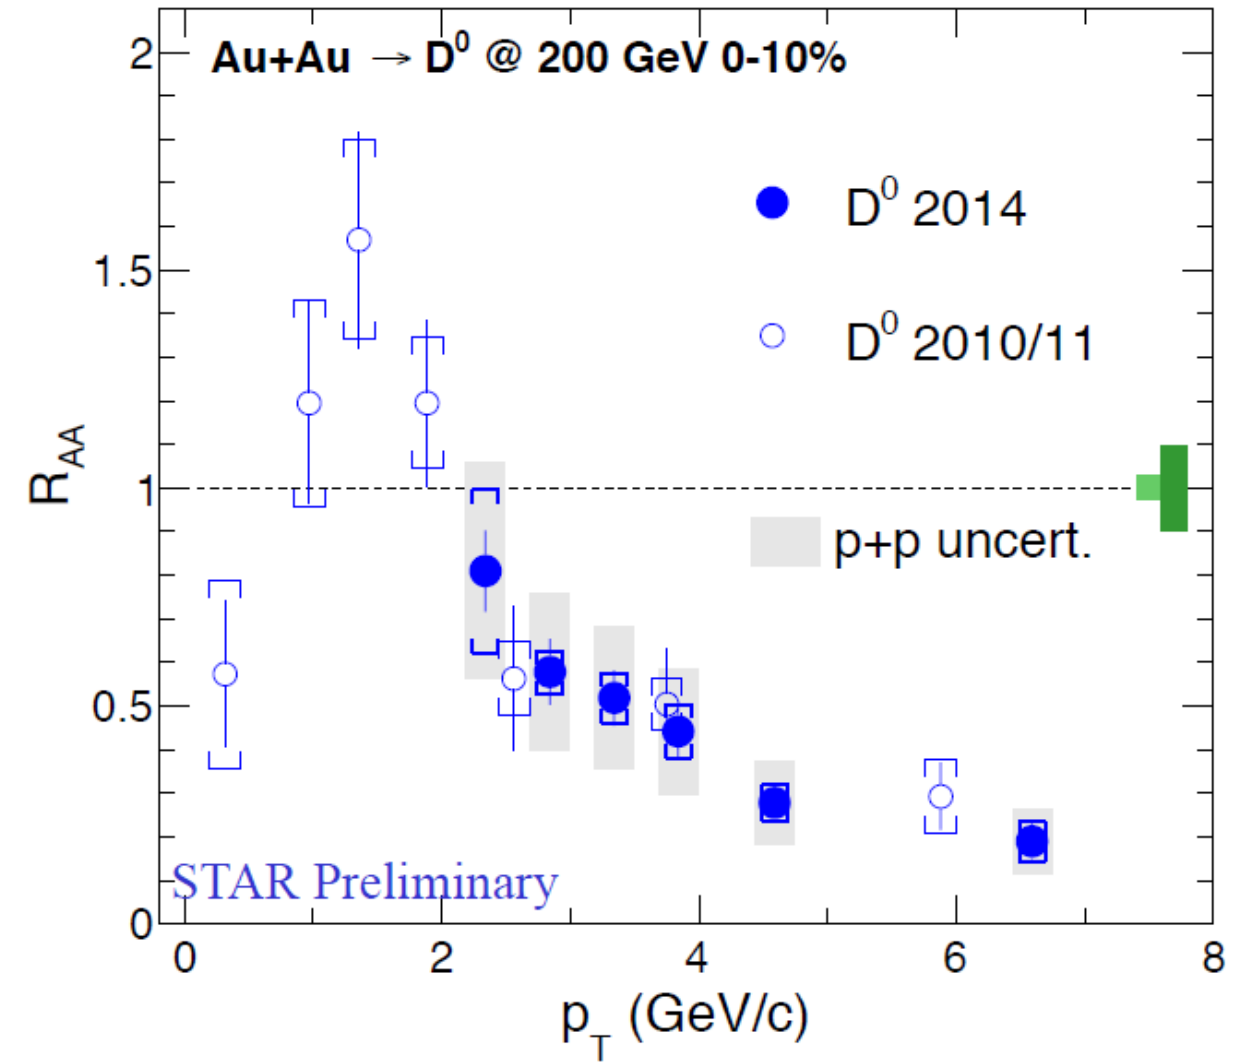 Au+Au → D⁰ @ 200 GeV 0-10%
D⁰ 2014
D⁰ 2010/11
p+p uncert.
STAR Preliminary
R_AA
2
1.5
1
0.5
0
0 2 4 6 8
p_T (GeV/c)